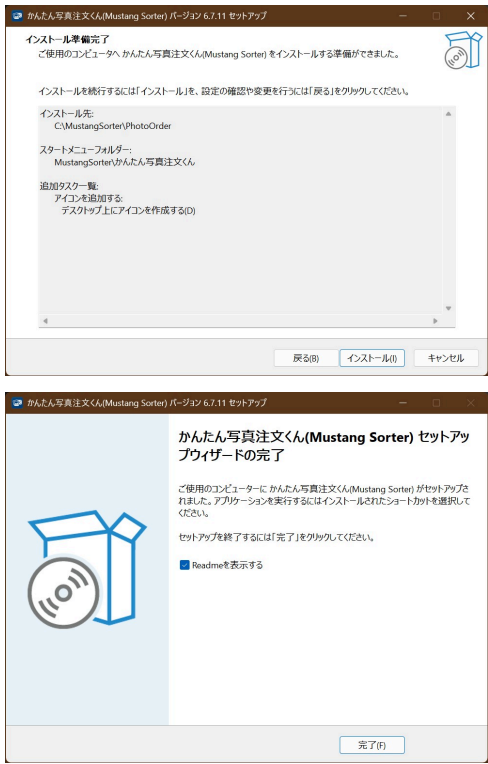 かんたん写真注文くん(Mustang Sorter) バージョン 6.7.11 セットアップ
インストール準備完了
ご使用のコンピュータへ かんたん写真注文くん(Mustang Sorter) をインストールする準備ができました。
インストールを続行するには「インストール」を、設定の確認や変更を行うには「戻る」をクリックしてください。
インストール先:
C:\MustangSorter\PhotoOrder
スタートメニューフォルダー:
MustangSorter\かんたん写真注文くん
追加タスク一覧:
アイコンを追加する:
デスクトップ上にアイコンを作成する(D)
戻る(B) インストール(I) キャンセル
かんたん写真注文くん(Mustang Sorter) バージョン 6.7.11 セットアップ
かんたん写真注文くん(Mustang Sorter) セットアッ
プウィザードの完了
ご使用のコンピューターに かんたん写真注文くん(Mustang Sorter) がセットアップさ
れました。アプリケーションを実行するにはインストールされたショートカットを選択して
ください。
セットアップを終了するには「完了」をクリックしてください。
Readmeを表示する
完了(F)